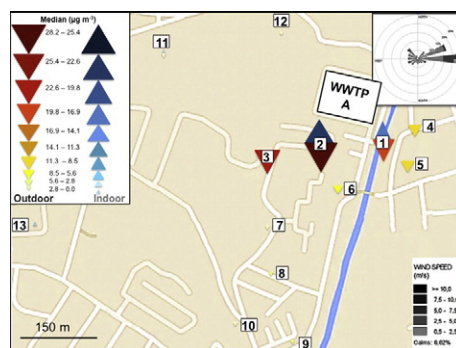 Median (µg m⁻³)
28.2 – 25.4
25.4 – 22.6
22.6 – 19.8
19.8 – 16.9
16.9 – 14.1
14.1 – 11.3
11.3 – 8.5
8.5 – 5.6
5.6 – 2.8
2.8 – 0.0
Outdoor Indoor
12
11
WWTP
A
4
1
2
3
5
6
13
7
8
10
9
150 m
WIND SPEED
(m/s)
>= 10,0
7,5 - 10,0
5,0 - 7,5
2,5 - 5,0
0,5 - 2,5
Calms: 6.62%